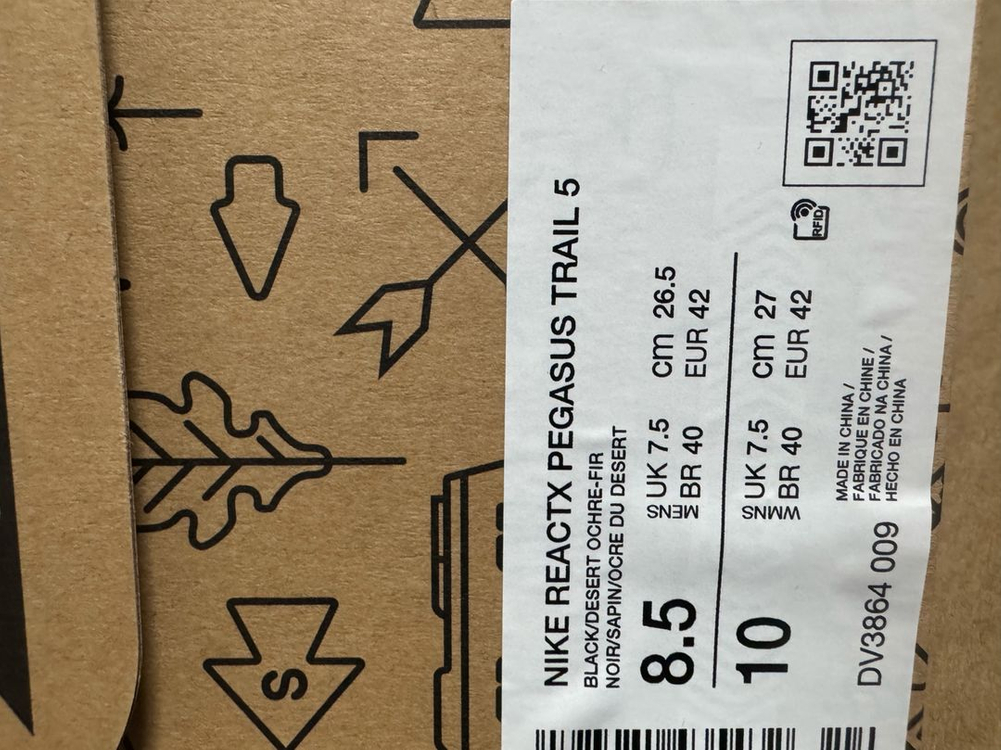 NIKE REACTX PEGASUS TRAIL 5
BLACK/DESERT OCHRE-FIR
NOIR/SAPIN/OCRE DU DESERT
8.5 MENS UK 7.5 cm 26.5
BR 40 EUR 42
10 WMNS UK 7.5 cm 27
BR 40 EUR 42
RFID
MADE IN CHINA /
FABRIQUE EN CHINE /
FABRICADO NA CHINA /
HECHO EN CHINA
DV3864 009
S